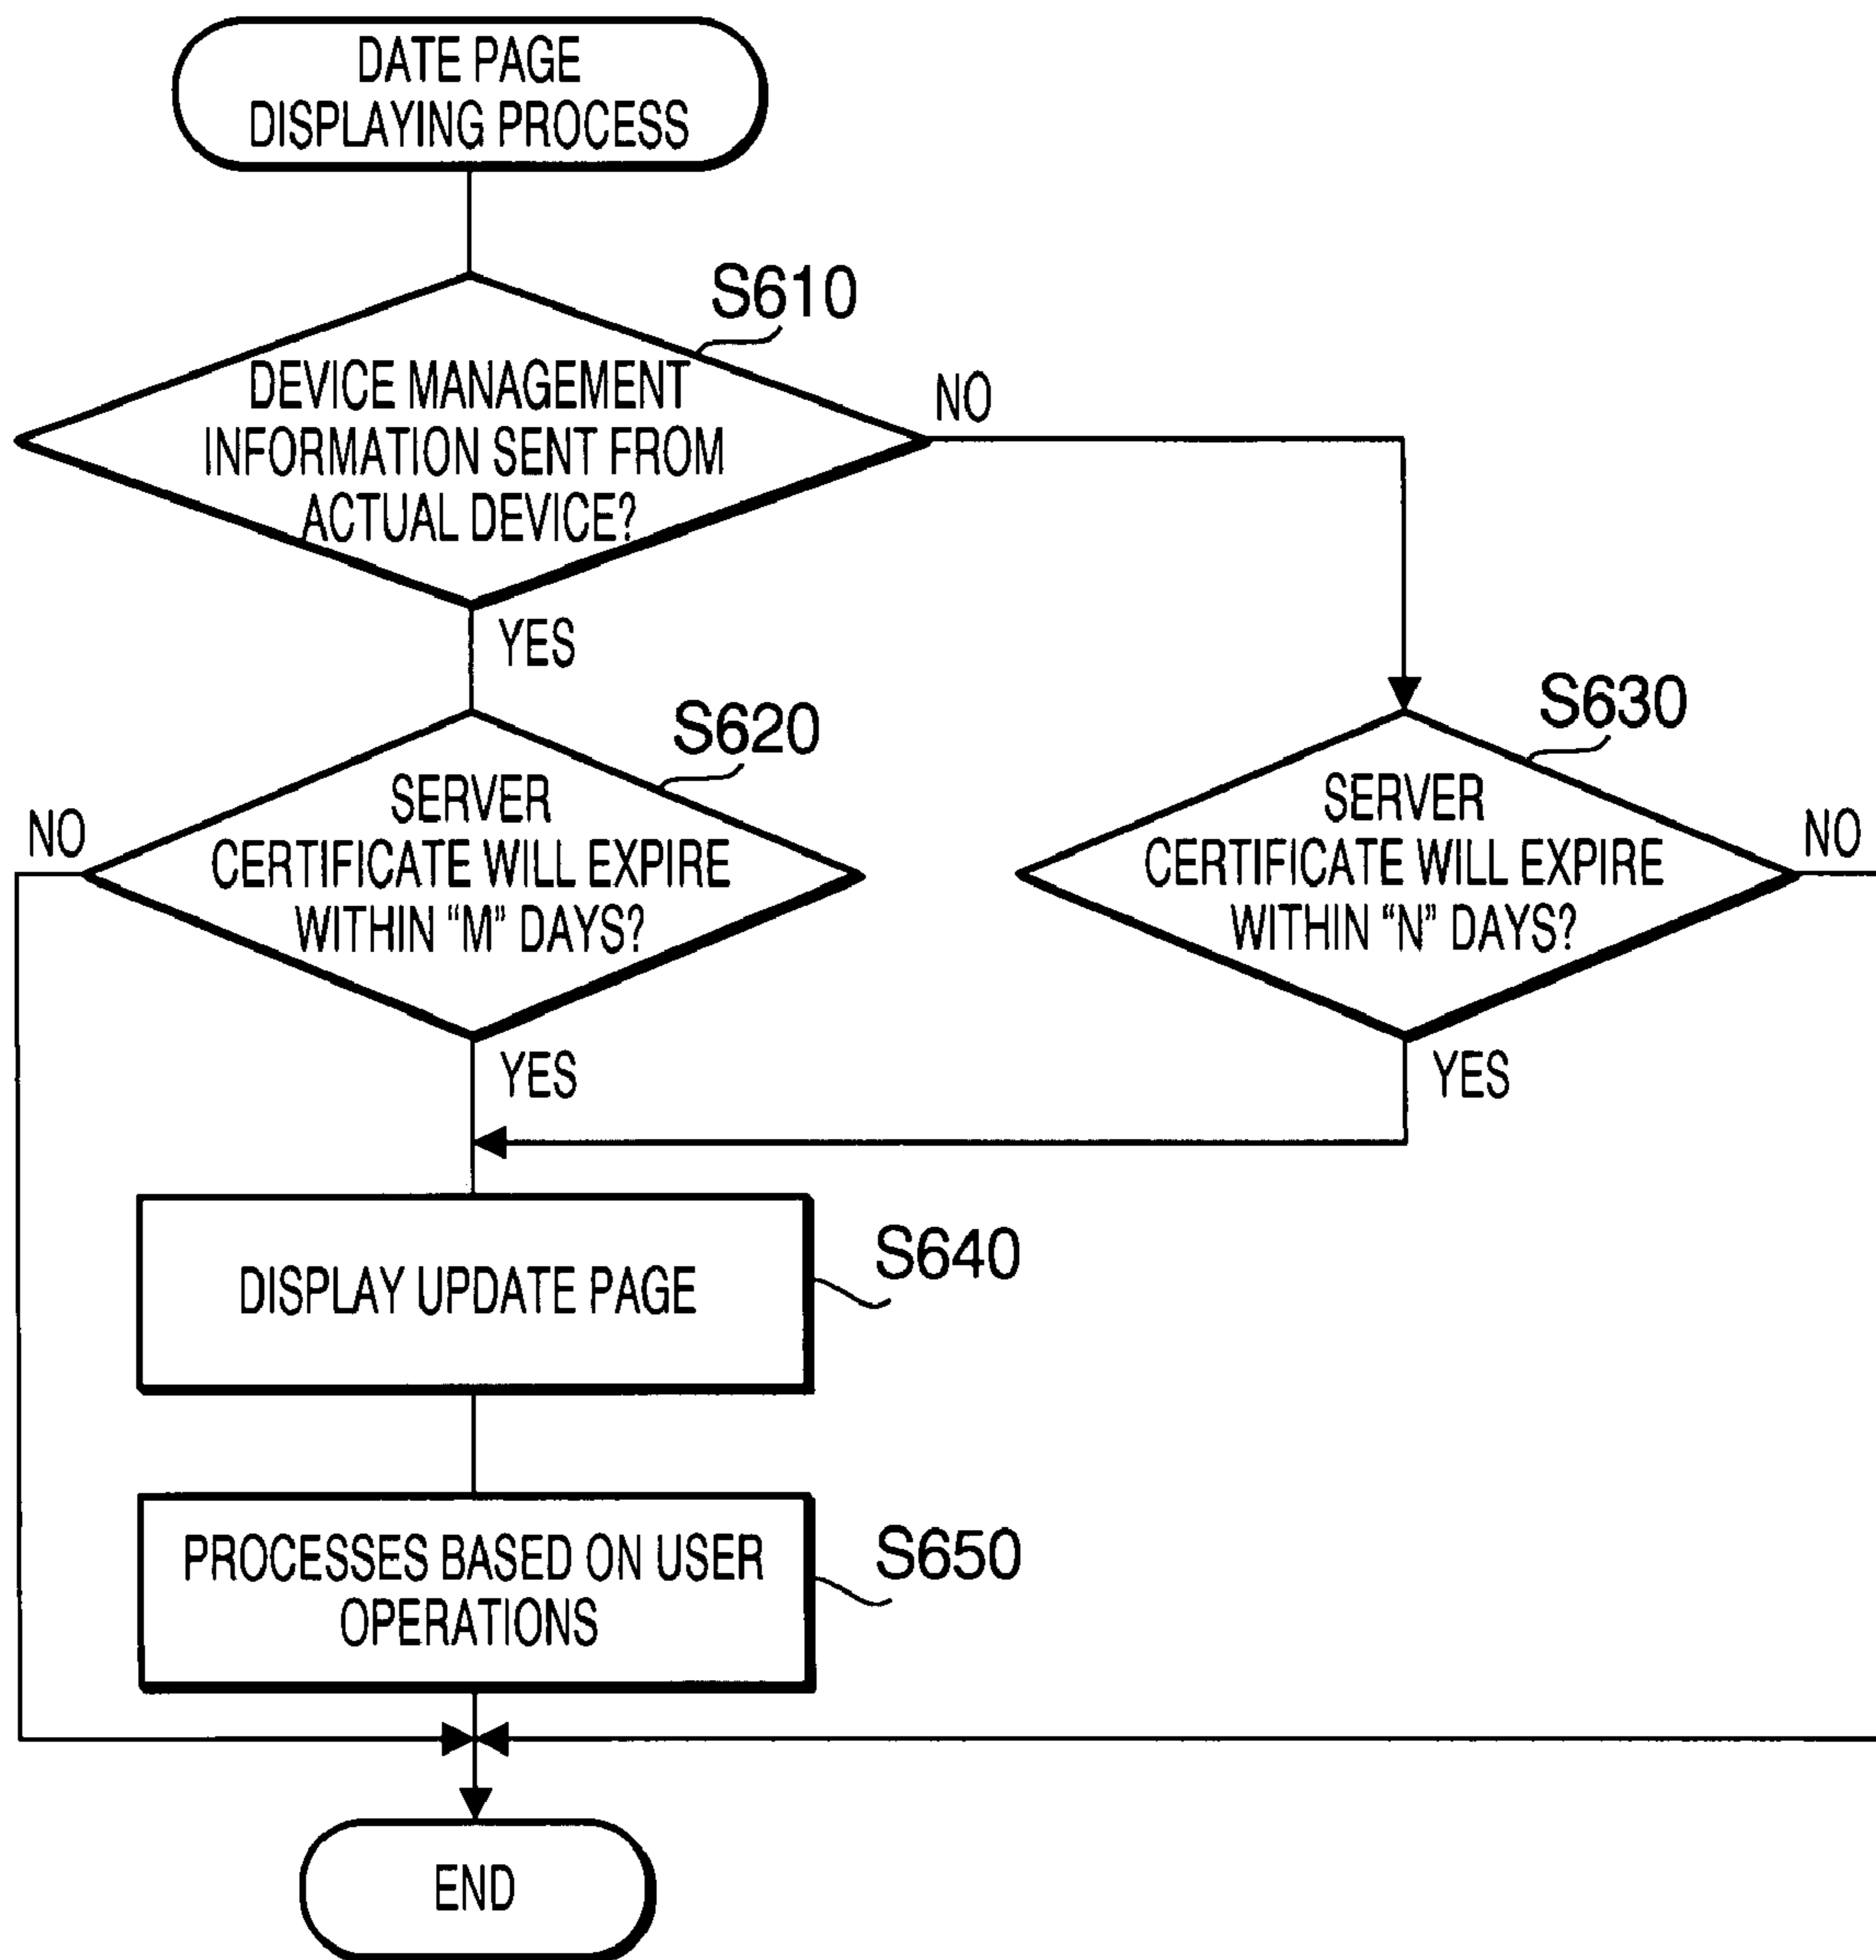 DATE PAGE
DISPLAYING PROCESS
S610
DEVICE MANAGEMENT
INFORMATION SENT FROM
ACTUAL DEVICE?
NO
YES
S620
SERVER
CERTIFICATE WILL EXPIRE
WITHIN “M” DAYS?
NO
YES
S630
SERVER
CERTIFICATE WILL EXPIRE
WITHIN “N” DAYS?
NO
YES
DISPLAY UPDATE PAGE
S640
PROCESSES BASED ON USER
OPERATIONS
S650
END